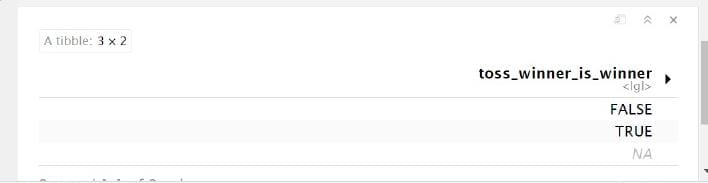 A tibble: 3 × 2
toss_winner_is_winner
<lgl>
FALSE
TRUE
NA